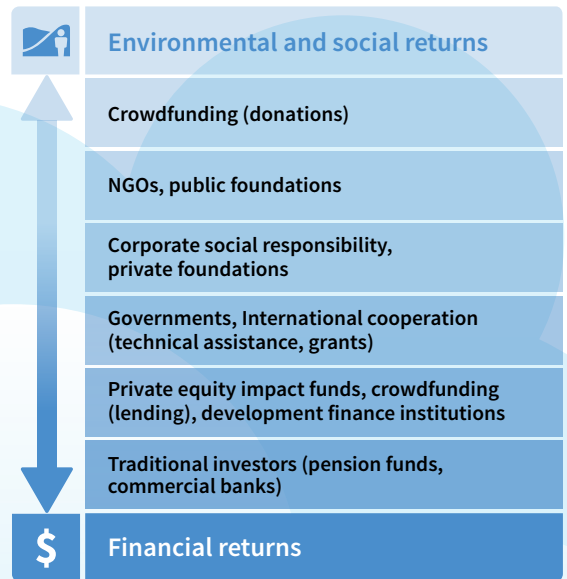 Environmental and social returns
Crowdfunding (donations)
NGOs, public foundations
Corporate social responsibility,
private foundations
Governments, International cooperation
(technical assistance, grants)
Private equity impact funds, crowdfunding
(lending), development finance institutions
Traditional investors (pension funds,
commercial banks)
$
Financial returns